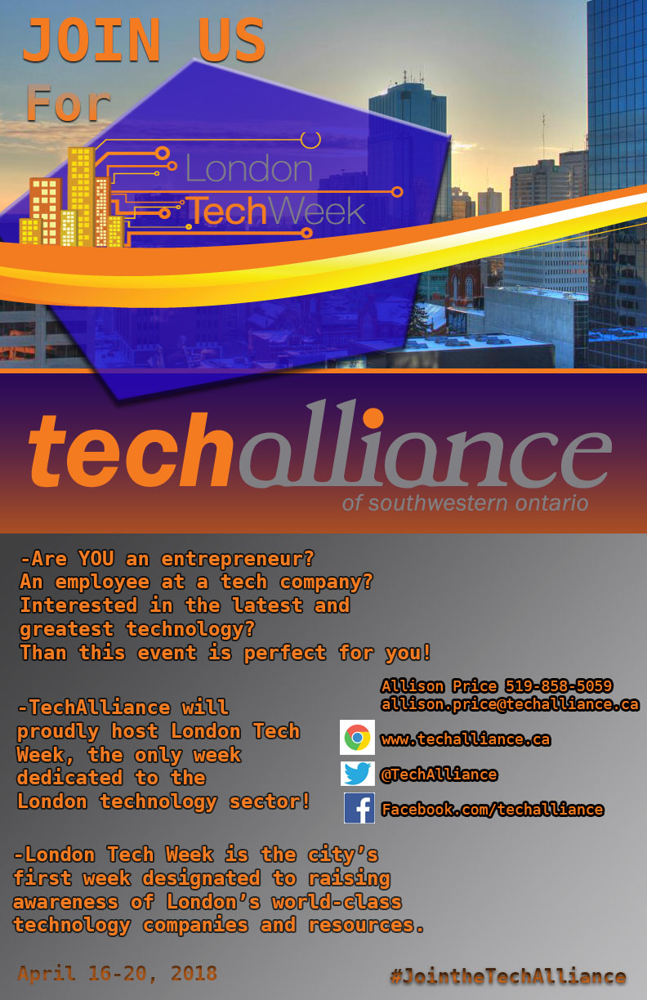 JOIN US
For
London
TechWeek
techalliance
of southwestern ontario
-Are YOU an entrepreneur?
An employee at a tech company?
Interested in the latest and
greatest technology?
Than this event is perfect for you!
-TechAlliance will
proudly host London Tech
Week, the only week
dedicated to the
London technology sector!
Allison Price 519-858-5059
allison.price@techalliance.ca
www.techalliance.ca
@TechAlliance
Facebook.com/techalliance
-London Tech Week is the city’s
first week designated to raising
awareness of London’s world-class
technology companies and resources.
April 16-20, 2018
#JointheTechAlliance